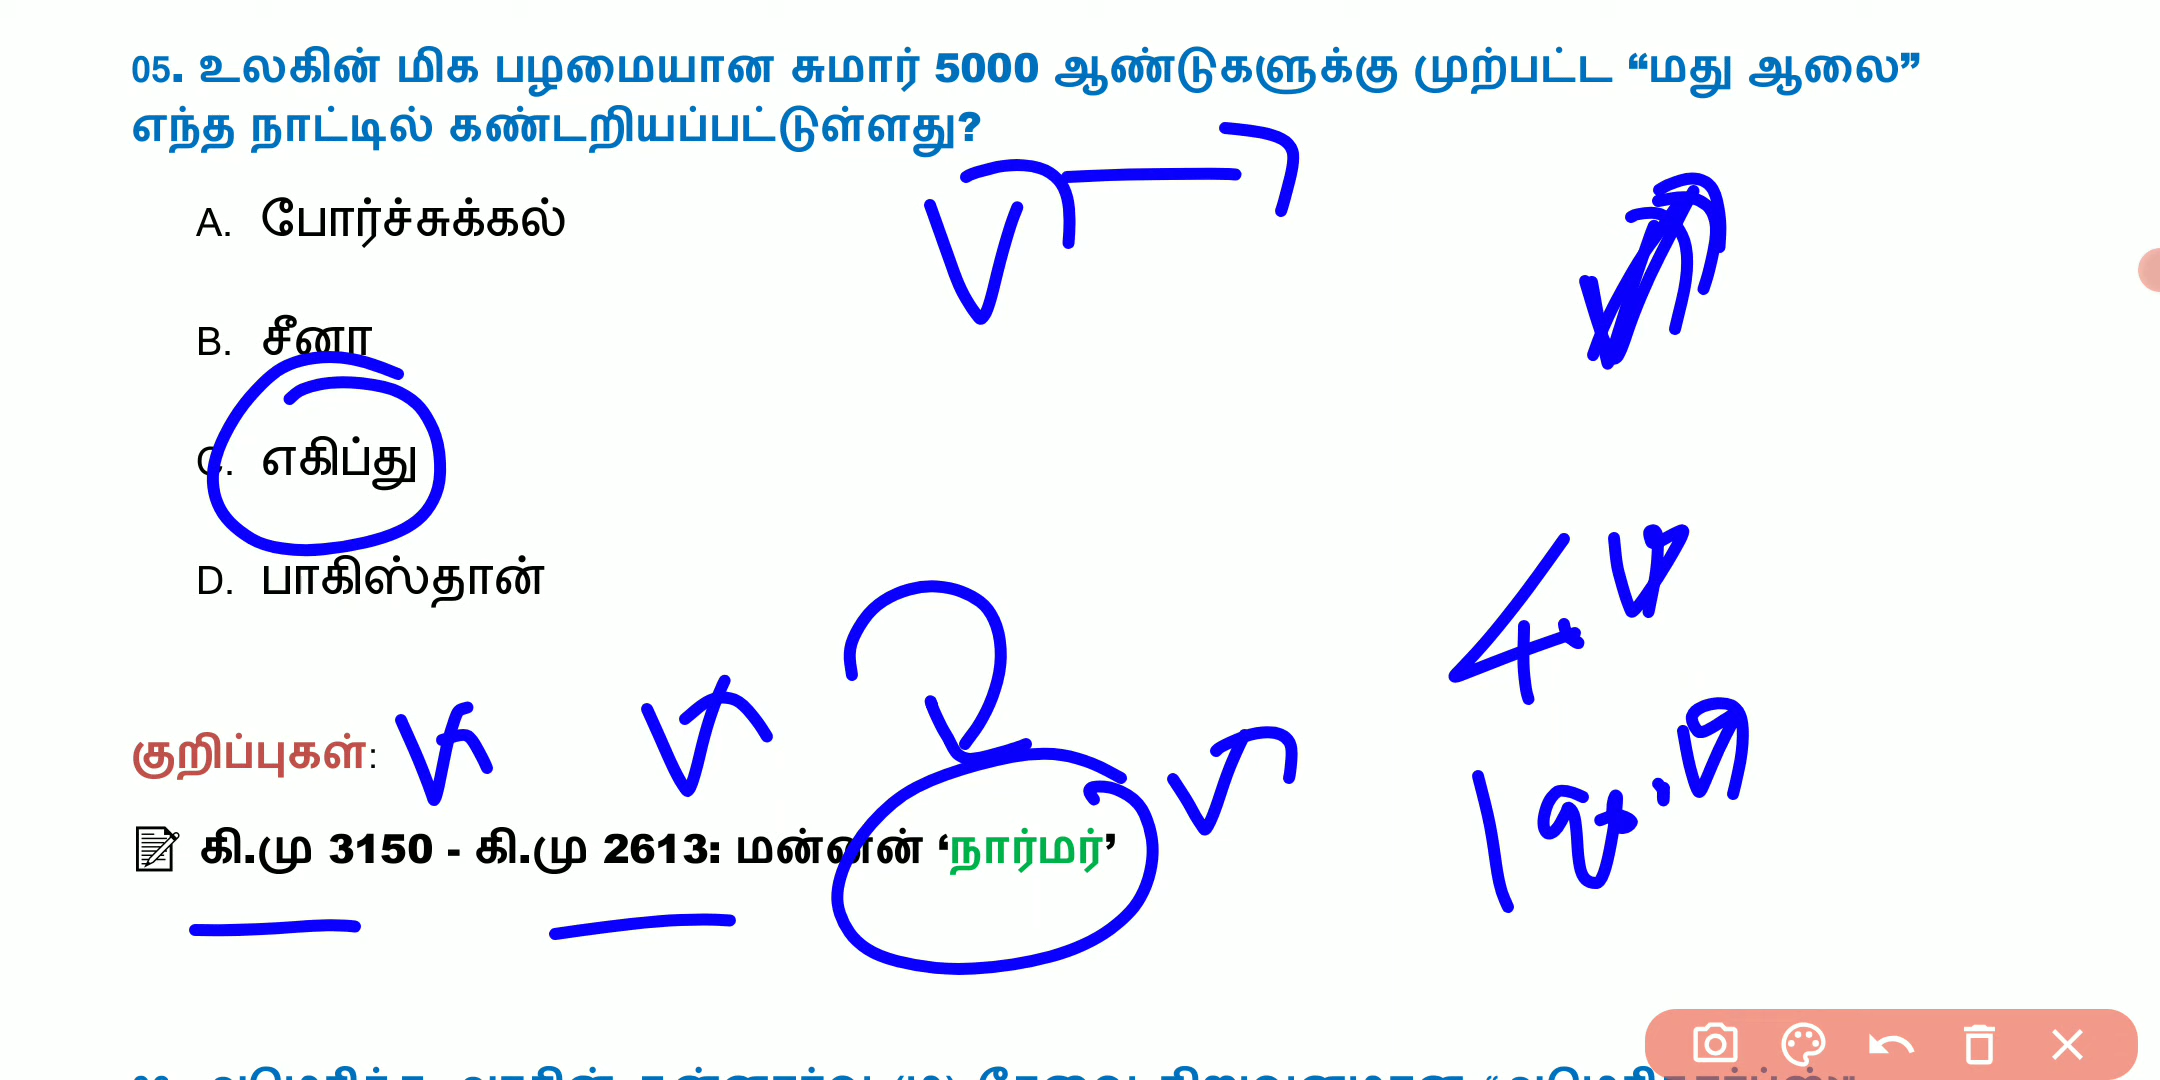 05. உலகின் மிக பழமையான சுமார் 5000 ஆண்டுகளுக்கு முற்பட்ட “மது ஆலை”
எந்த நாட்டில் கண்டறியப்பட்டுள்ளது?
A. போர்ச்சுக்கல்
B. சீனா
C. எகிப்து
D. பாகிஸ்தான்
குறிப்புகள்:
கி.மு 3150 - கி.மு 2613: மன்னன் ‘நார்மர்’